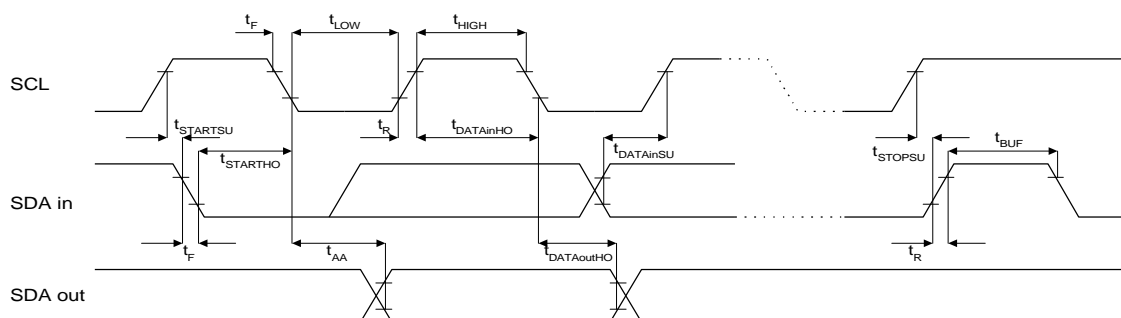 tF tLOW tHIGH
SCL
tSTARTSU tR tDATAinHO tBUF
tSTARTHO tDATAinSU tSTOPSU
SDA in
tF tAA tDATAoutHO tR
SDA out